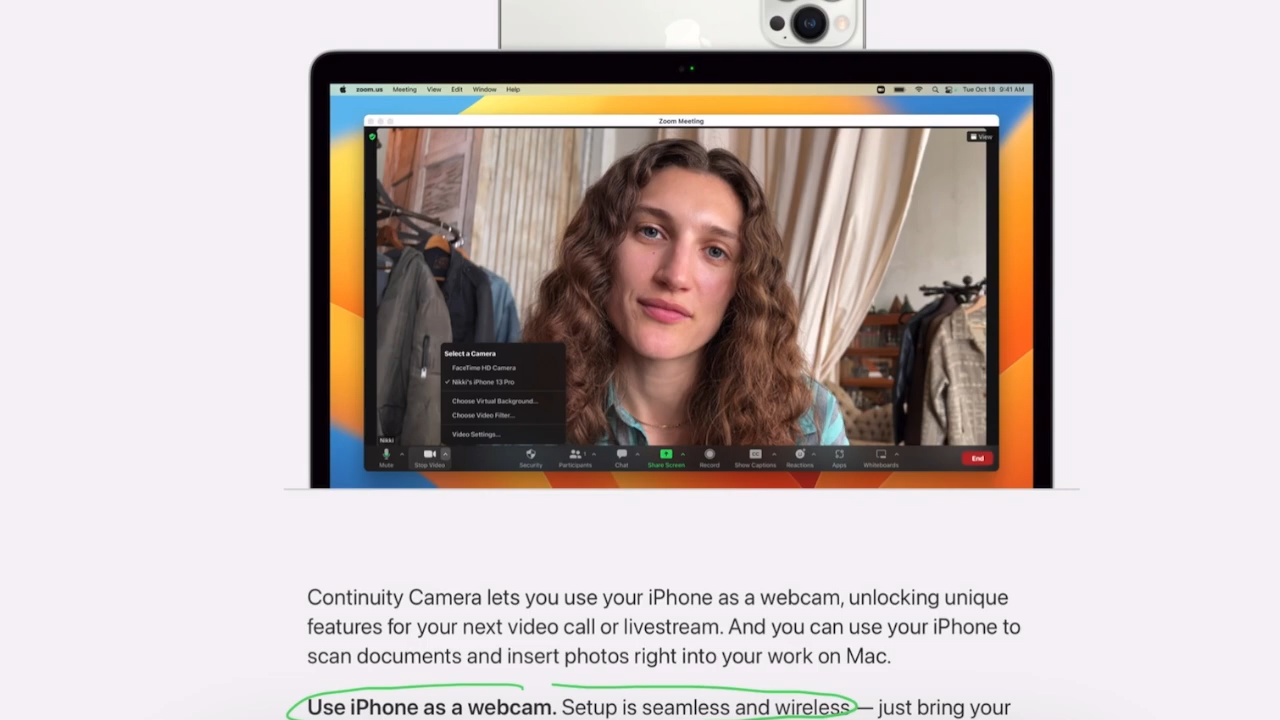 zoom.us Meeting View Edit Window Help Tue Oct 18 9:41 AM
Zoom Meeting
View
Select a Camera
FaceTime HD Camera
✓ Nikki's iPhone 13 Pro
Choose Virtual Background...
Choose Video Filter...
Video Settings...
Nikki
Mute Stop Video Security Participants 1 Chat Share Screen Record CC Show Captions Reactions Apps Whiteboards End
Continuity Camera lets you use your iPhone as a webcam, unlocking unique
features for your next video call or livestream. And you can use your iPhone to
scan documents and insert photos right into your work on Mac.
Use iPhone as a webcam. Setup is seamless and wireless — just bring your